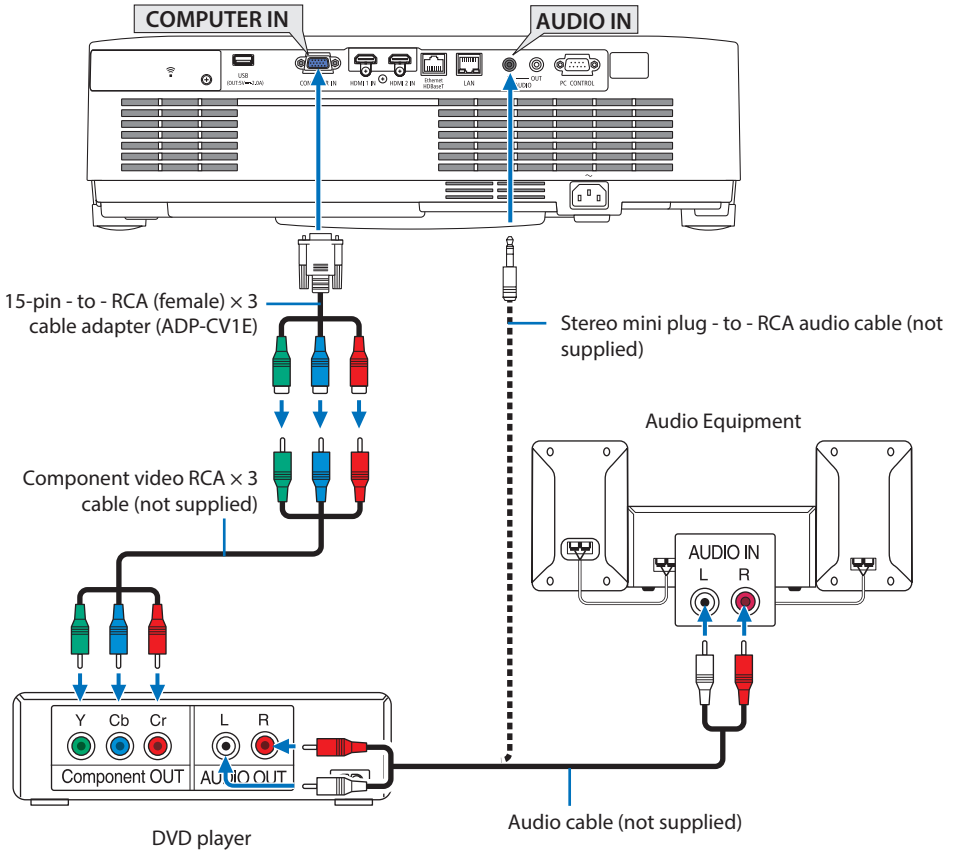 COMPUTER IN
AUDIO IN
USB
(OUT:5V⎓2.0A)
HDMI 1 IN
HDMI 2 IN
Ethernet
HDBaseT
LAN
OUT
PC CONTROL
15-pin - to - RCA (female) × 3
cable adapter (ADP-CV1E)
Stereo mini plug - to - RCA audio cable (not
supplied)
Audio Equipment
Component video RCA × 3
cable (not supplied)
AUDIO IN
L R
Y Cb Cr
L R
Component OUT
AUDIO OUT
Audio cable (not supplied)
DVD player